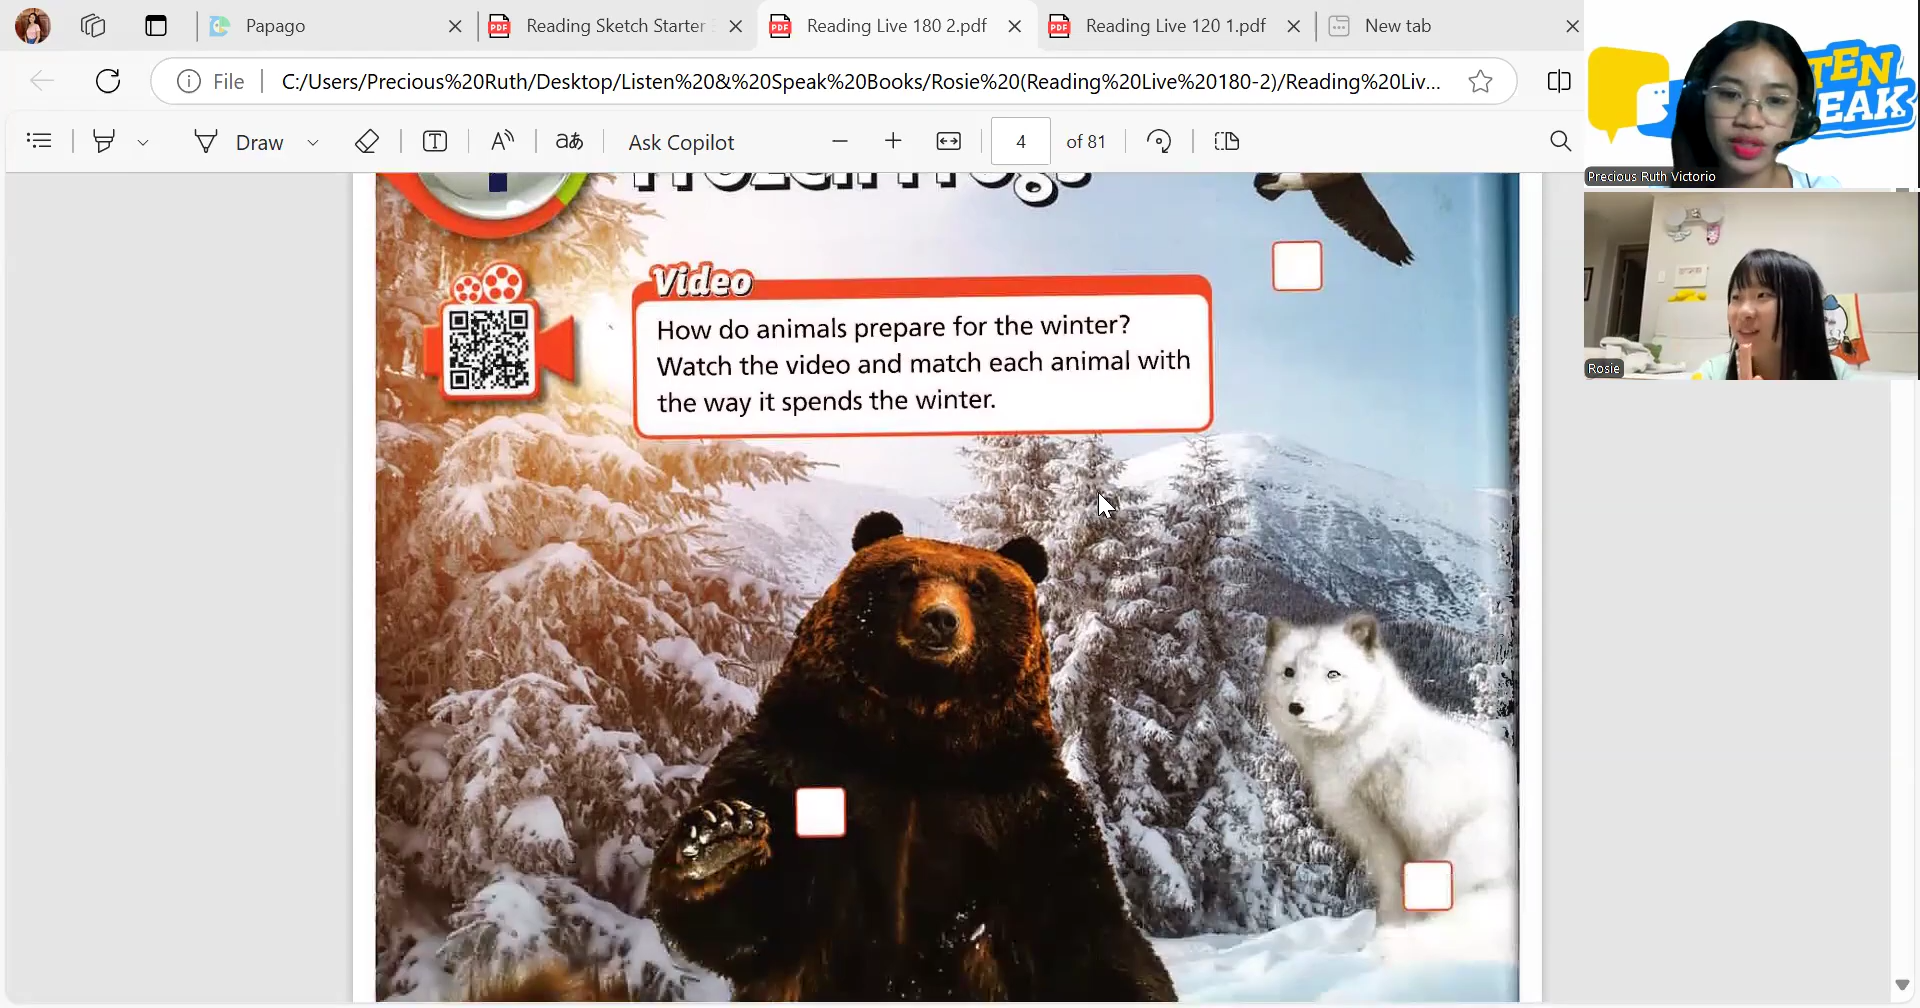 Papago
Reading Sketch Starter
Reading Live 180 2.pdf
Reading Live 120 1.pdf
New tab
File
C:/Users/Precious%20Ruth/Desktop/Listen%20&%20Speak%20Books/Rosie%20(Reading%20Live%20180-2)/Reading%20Liv...
Draw
Ask Copilot
4 of 81
Video
How do animals prepare for the winter?
Watch the video and match each animal with
the way it spends the winter.
Precious Ruth Victorio
Rosie